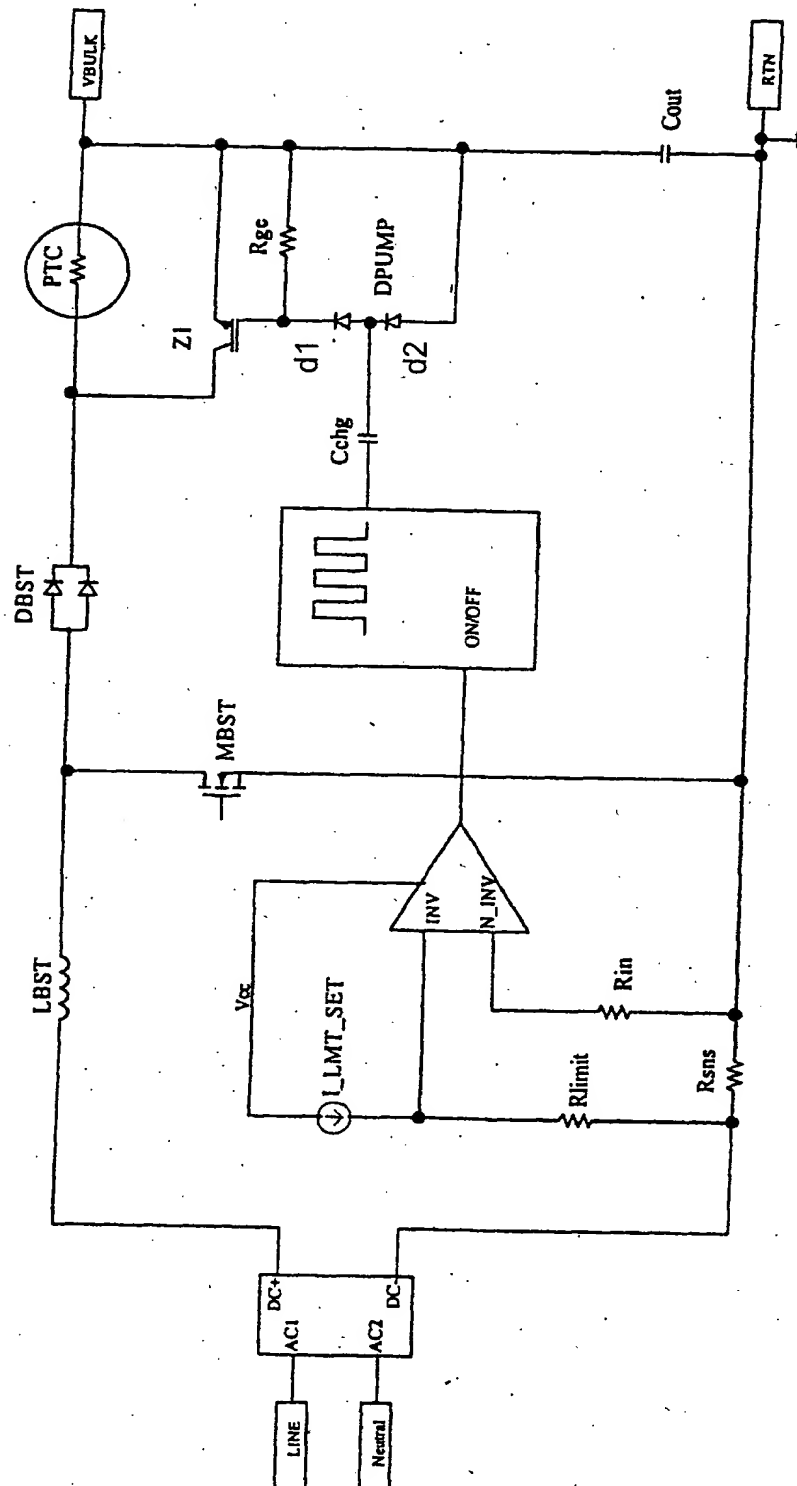 VBULK
RTN
Cout
PTC
Rgc
DPUMP
Z1
d1
d2
Cchg
DBST
ON/OFF
MBST
LBST
Vcc
INV
N_INV
I_LMT_SET
Rin
Rlimit
Rsns
DC+
DC-
AC1
AC2
LINE
Neutral